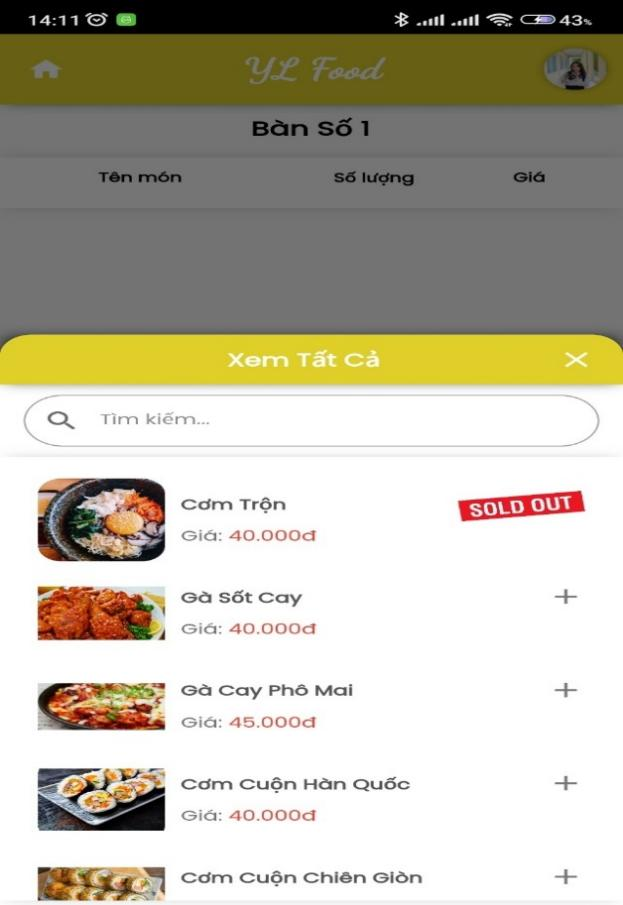 14:11 43%
YL Food
Bàn Số 1
Tên món Số lượng Giá
Xem Tất Cả
Tìm kiếm...
Cơm Trộn
SOLD OUT
Giá: 40.000đ
Gà Sốt Cay
Giá: 40.000đ
Gà Cay Phô Mai
Giá: 45.000đ
Cơm Cuộn Hàn Quốc
Giá: 40.000đ
Cơm Cuộn Chiên Giòn